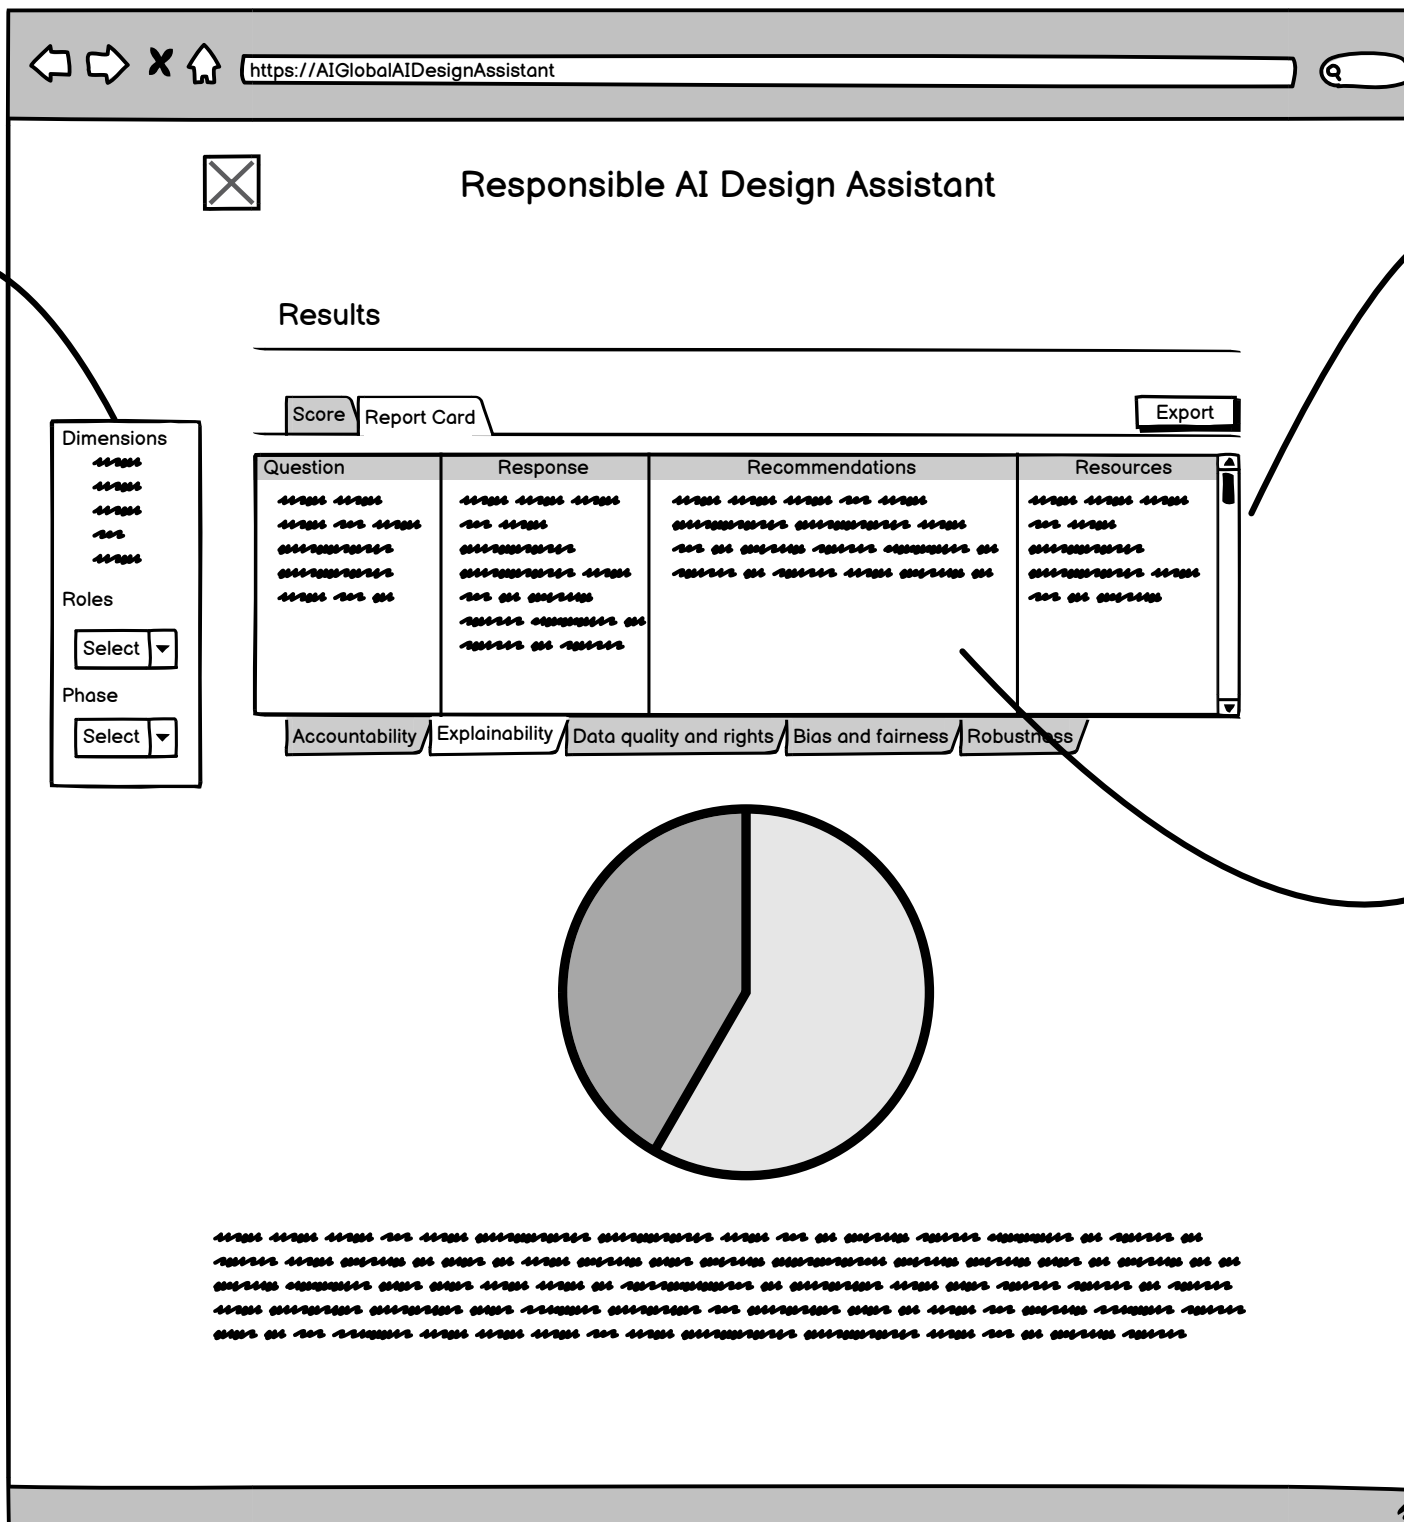 https://AIGlobalAIDesignAssistant
Responsible AI Design Assistant
Results
Score
Report Card
Export
Dimensions
Roles
Select
Phase
Select
Question
Response
Recommendations
Resources
Accountability
Explainability
Data quality and rights
Bias and fairness
Robustness